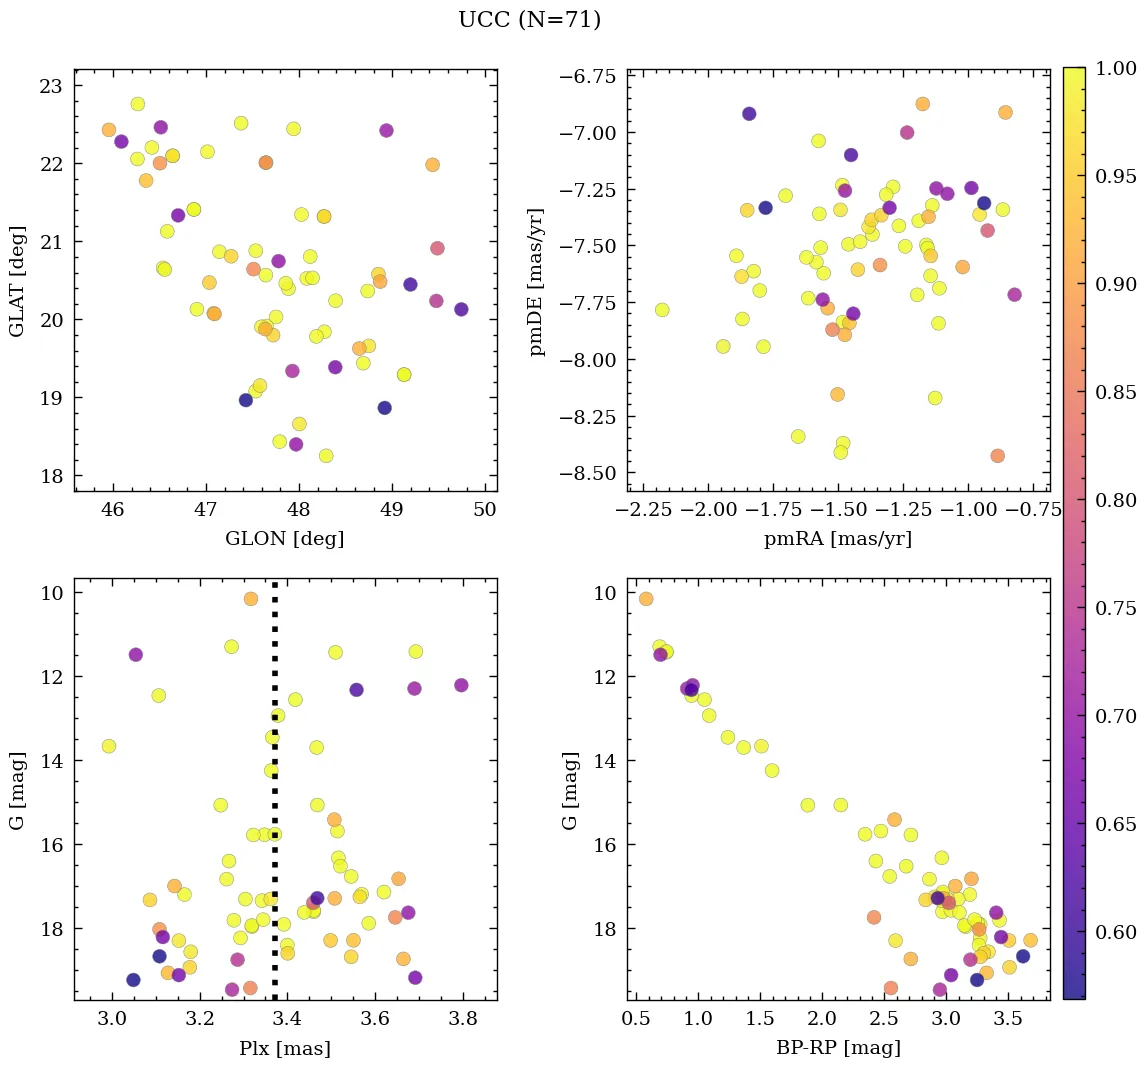 UCC (N=71)
23
22
21
20
19
18
GLAT [deg]
46 47 48 49 50
GLON [deg]
−6.75
−7.00
−7.25
−7.50
−7.75
−8.00
−8.25
−8.50
pmDE [mas/yr]
−2.25 −2.00 −1.75 −1.50 −1.25 −1.00 −0.75
pmRA [mas/yr]
10
12
14
16
18
G [mag]
3.0 3.2 3.4 3.6 3.8
Plx [mas]
10
12
14
16
18
G [mag]
0.5 1.0 1.5 2.0 2.5 3.0 3.5
BP-RP [mag]
1.00
0.95
0.90
0.85
0.80
0.75
0.70
0.65
0.60